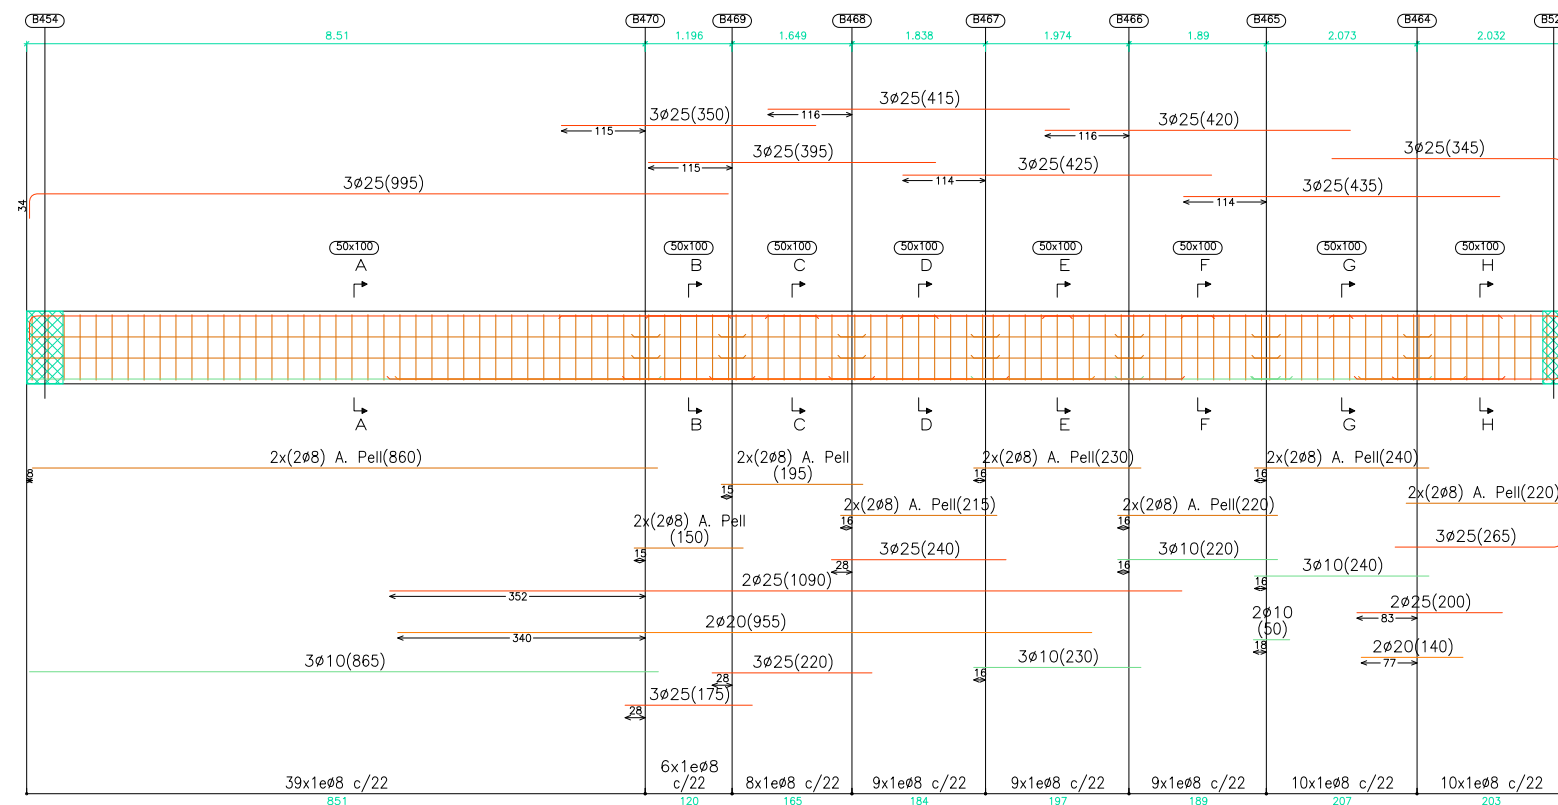 B454 B470 B469 B468 B467 B466 B465 B464
8.51 1.196 1.649 1.838 1.974 1.89 2.073 2.032
3ø25(415)
116
3ø25(350)
115
3ø25(420)
116
3ø25(345)
3ø25(395)
115
3ø25(425)
114
3ø25(995)
34
3ø25(435)
114
50x100 50x100 50x100 50x100 50x100 50x100 50x100 50x100
A B C D E F G H
A B C D E F G H
2x(2ø8) A. Pell(860)
8
2x(2ø8) A. Pell
(195)
15
2x(2ø8) A. Pell(230)
16
2x(2ø8) A. Pell(240)
16
2x(2ø8) A. Pell(220)
2x(2ø8) A. Pell
(150)
15
2x(2ø8) A. Pell(215)
16
2x(2ø8) A. Pell(220)
16
3ø25(265)
3ø25(240)
28
3ø10(220)
16
3ø10(240)
16
2ø25(1090)
352
2ø25(200)
83
2ø10
(50)
18
2ø20(955)
340
2ø20(140)
77
3ø10(865)
3ø25(220)
28
3ø10(230)
16
3ø25(175)
28
39x1eø8 c/22
6x1eø8
c/22
8x1eø8 c/22
9x1eø8 c/22
9x1eø8 c/22
9x1eø8 c/22
10x1eø8 c/22
10x1eø8 c/22
851 120 165 184 197 189 207 203